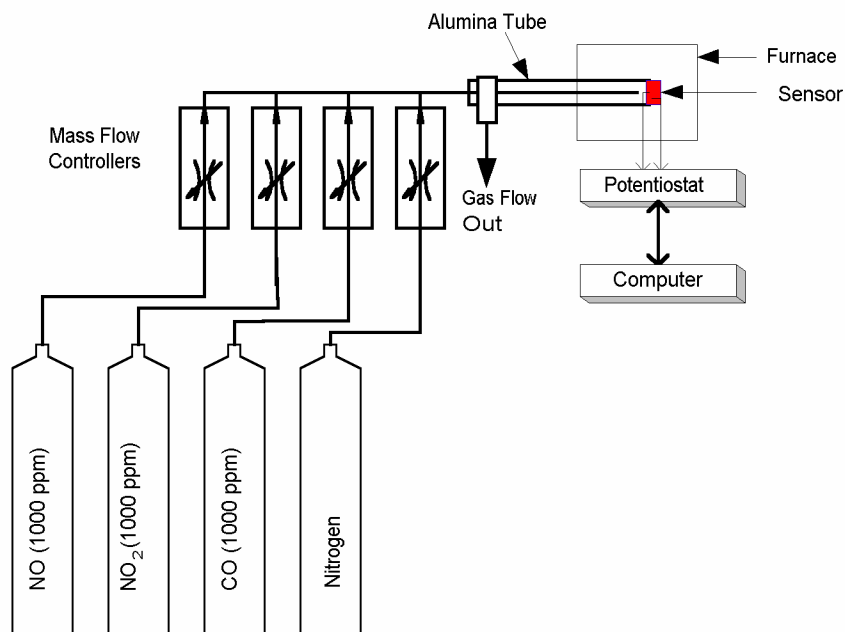 Alumina Tube
Furnace
Sensor
Mass Flow
Controllers
Potentiostat
Gas Flow
Out
Computer
NO (1000 ppm)
NO2(1000 ppm)
CO (1000 ppm)
Nitrogen